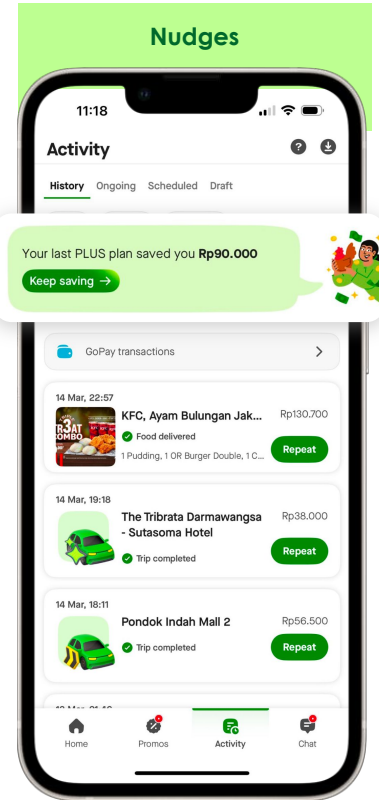 Nudges
11:18
Activity
History Ongoing Scheduled Draft
Your last PLUS plan saved you Rp90.000
Keep saving →
GoPay transactions
14 Mar, 22:57
KFC, Ayam Bulungan Jak... Rp130.700
Food delivered
1 Pudding, 1 OR Burger Double, 1 C...
Repeat
14 Mar, 19:18
The Tribrata Darmawangsa Rp38.000
- Sutasoma Hotel
Trip completed
Repeat
14 Mar, 18:11
Pondok Indah Mall 2 Rp56.500
Trip completed
Repeat
Home Promos Activity Chat